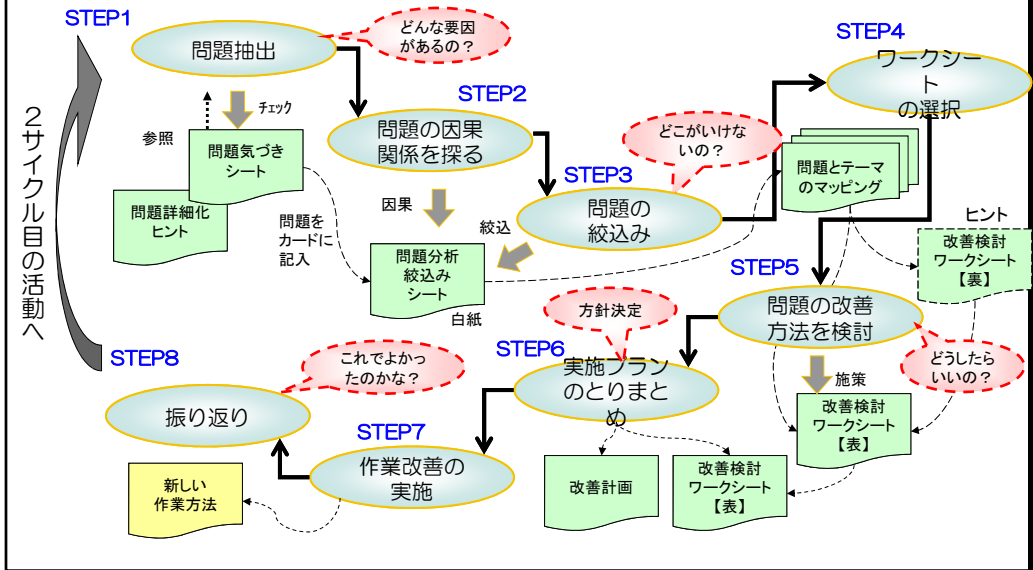 STEP1
問題抽出
どんな要因
があるの？
チェック
参照
問題気づき
シート
問題詳細化
ヒント
2サイクル目の活動へ
STEP2
問題の因果
関係を探る
因果
問題を
カードに
記入
問題分析
絞込み
シート
白紙
絞込
STEP3
問題の
絞込み
どこがいけな
いの？
STEP4
ワークシー
ト
の選択
問題とテーマ
のマッピング
ヒント
改善検討
ワークシート
【裏】
STEP5
問題の改善
方法を検討
どうしたら
いいの？
施策
改善検討
ワークシート
【表】
方針決定
STEP6
実施プラン
のとりまと
め
改善計画
改善検討
ワークシート
【表】
STEP7
作業改善の
実施
新しい
作業方法
STEP8
振り返り
これでよかっ
たのかな？